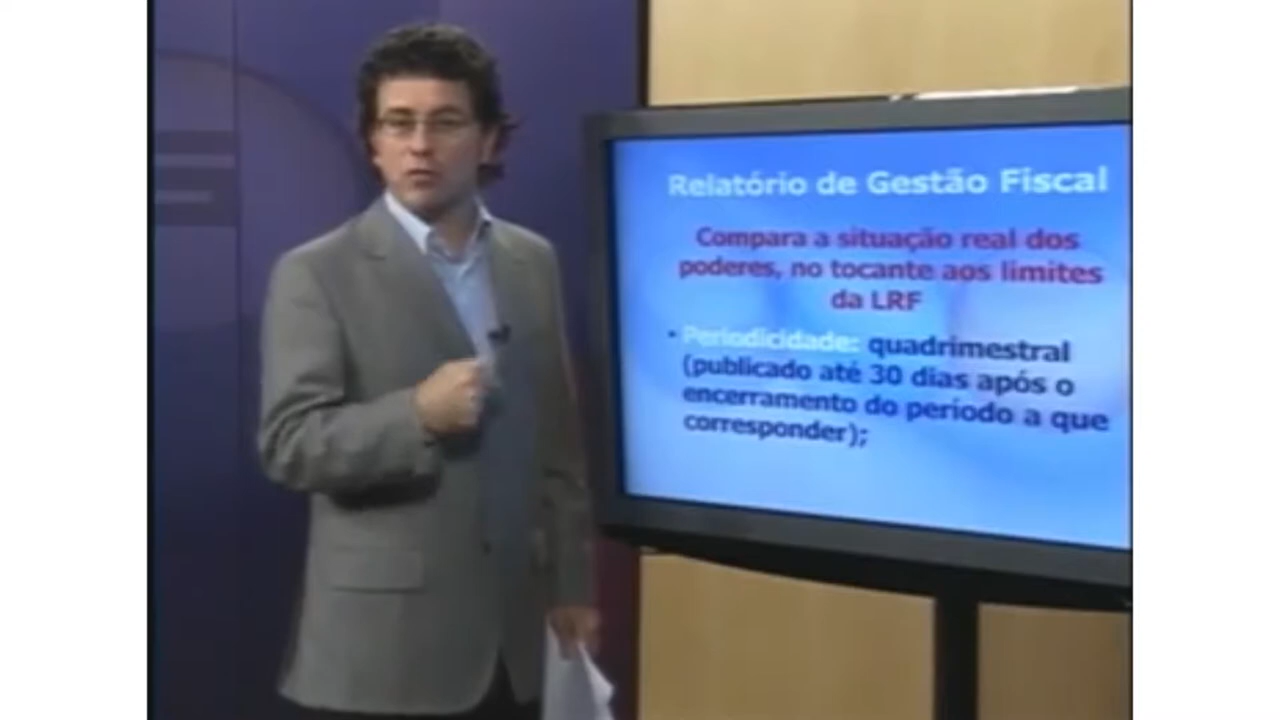 Relatório de Gestão Fiscal
Compara a situação real dos
poderes, no tocante aos limites
da LRF
• Periodicidade: quadrimestral
(publicado até 30 dias após o
encerramento do período a que
corresponder);